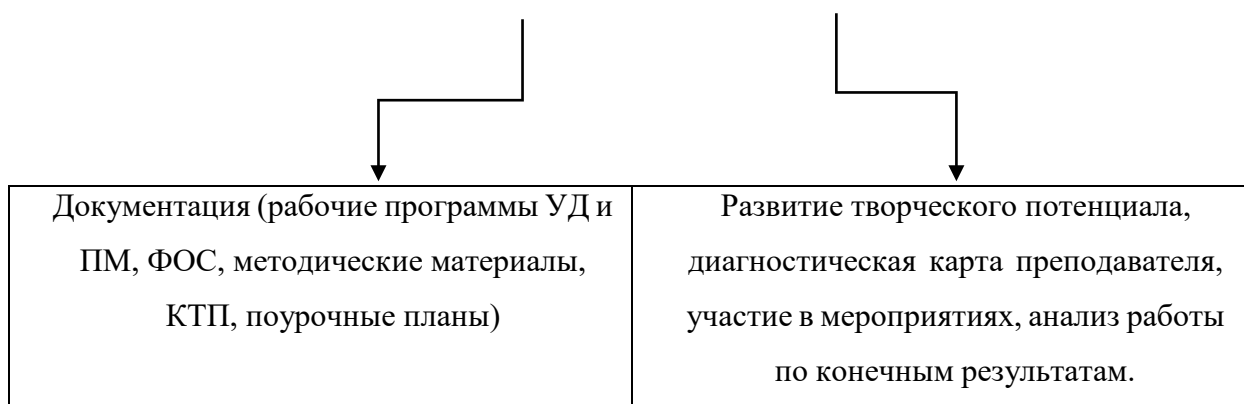 Документация (рабочие программы УД и
ПМ, ФОС, методические материалы,
КТП, поурочные планы)
Развитие творческого потенциала,
диагностическая карта преподавателя,
участие в мероприятиях, анализ работы
по конечным результатам.